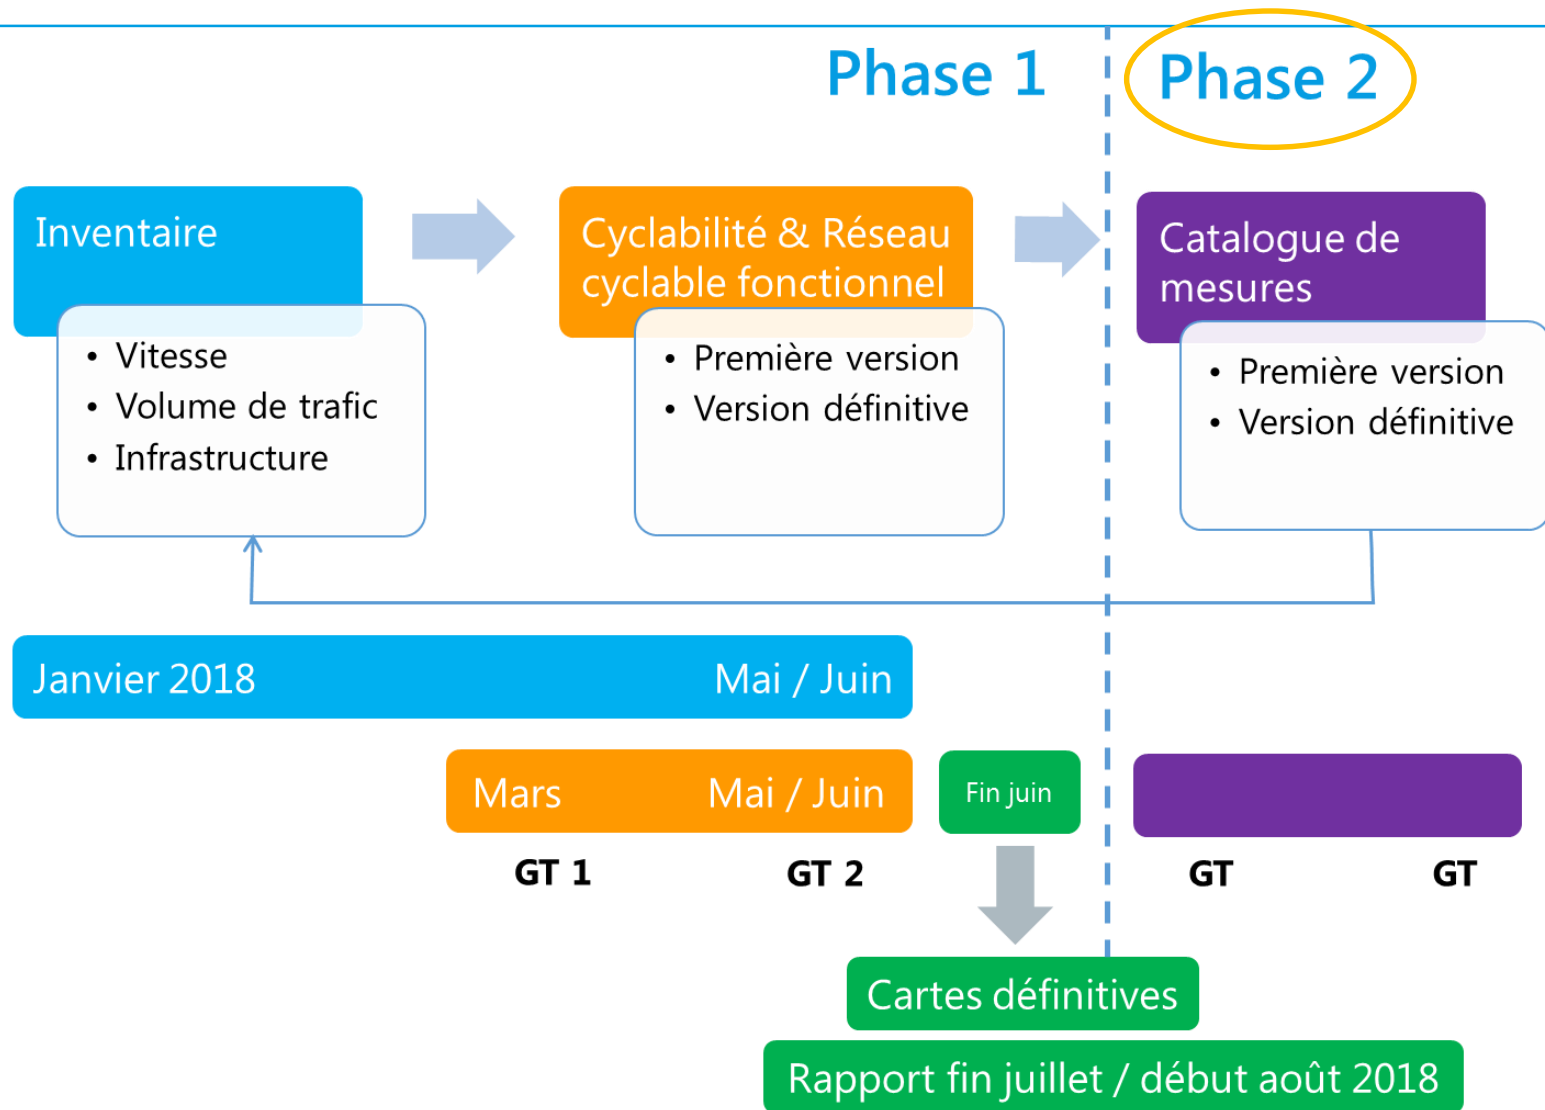 Phase 1
Phase 2
Inventaire
• Vitesse
• Volume de trafic
• Infrastructure
Cyclabilité & Réseau
cyclable fonctionnel
• Première version
• Version définitive
Catalogue de
mesures
• Première version
• Version définitive
Janvier 2018
Mai / Juin
Mars
Mai / Juin
Fin juin
GT 1
GT 2
GT
GT
Cartes définitives
Rapport fin juillet / début août 2018